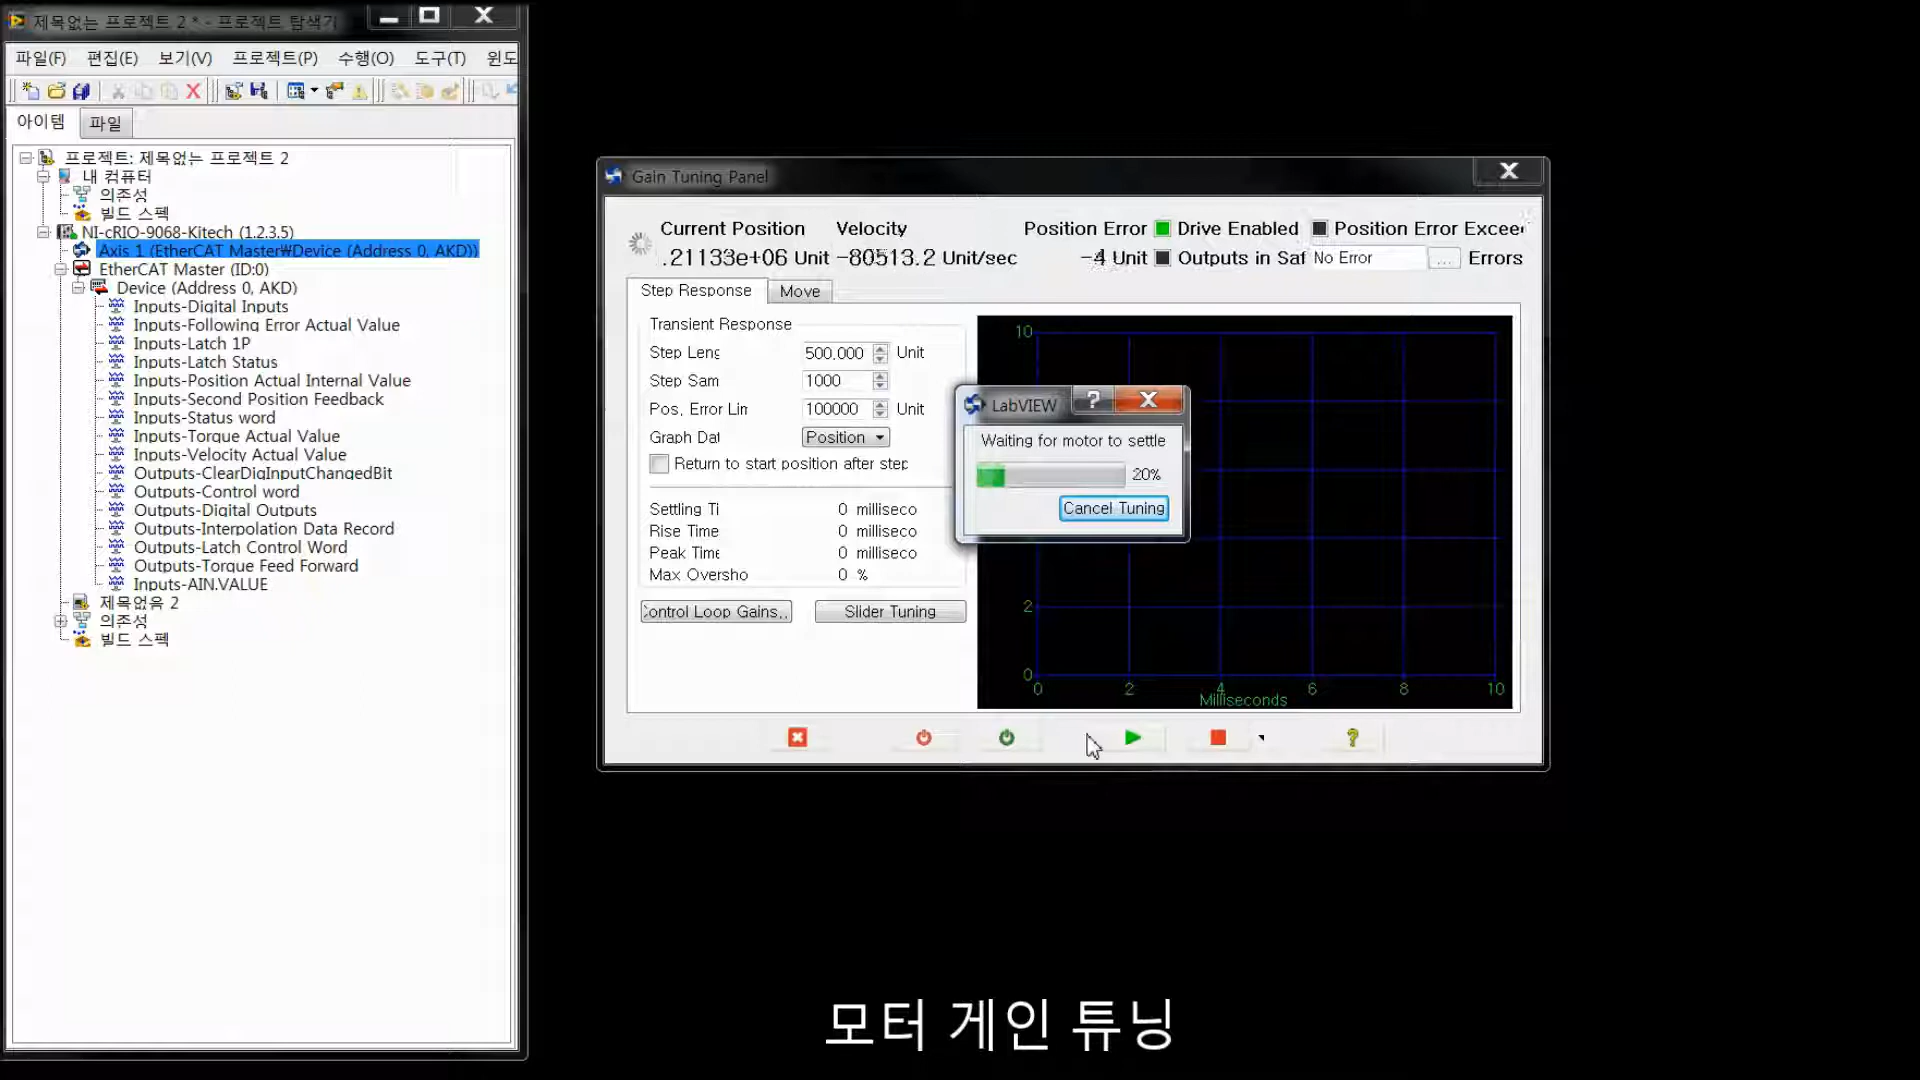 제목없는 프로젝트 2 * - 프로젝트 탐색기
파일(F) 편집(E) 보기(V) 프로젝트(P) 수행(O) 도구(T) 윈도
아이템 파일
프로젝트: 제목없는 프로젝트 2
내 컴퓨터
의존성
빌드 스펙
NI-cRIO-9068-Kitech (1.2.3.5)
Axis 1 (EtherCAT Master₩Device (Address 0, AKD))
EtherCAT Master (ID:0)
Device (Address 0, AKD)
Inputs-Digital Inputs
Inputs-Following Error Actual Value
Inputs-Latch 1P
Inputs-Latch Status
Inputs-Position Actual Internal Value
Inputs-Second Position Feedback
Inputs-Status word
Inputs-Torque Actual Value
Inputs-Velocity Actual Value
Outputs-ClearDigInputChangedBit
Outputs-Control word
Outputs-Digital Outputs
Outputs-Interpolation Data Record
Outputs-Latch Control Word
Outputs-Torque Feed Forward
Inputs-AIN.VALUE
제목없음 2
의존성
빌드 스펙
Gain Tuning Panel
Current Position Velocity Position Error Drive Enabled Position Error Excee
.21133e+06 Unit -80513.2 Unit/sec -4 Unit Outputs in Saf No Error ... Errors
Step Response Move
Transient Response
Step Leng 500.000 Unit
Step Sam 1000
Pos. Error Lin 100000 Unit
Graph Dat Position
Return to start position after step
Settling Ti 0 milliseco
Rise Time 0 milliseco
Peak Time 0 milliseco
Max Oversho 0 %
Control Loop Gains... Slider Tuning
10
2
0
0 2 4 6 8 10
Milliseconds
LabVIEW
Waiting for motor to settle
20%
Cancel Tuning
모터 게인 튜닝